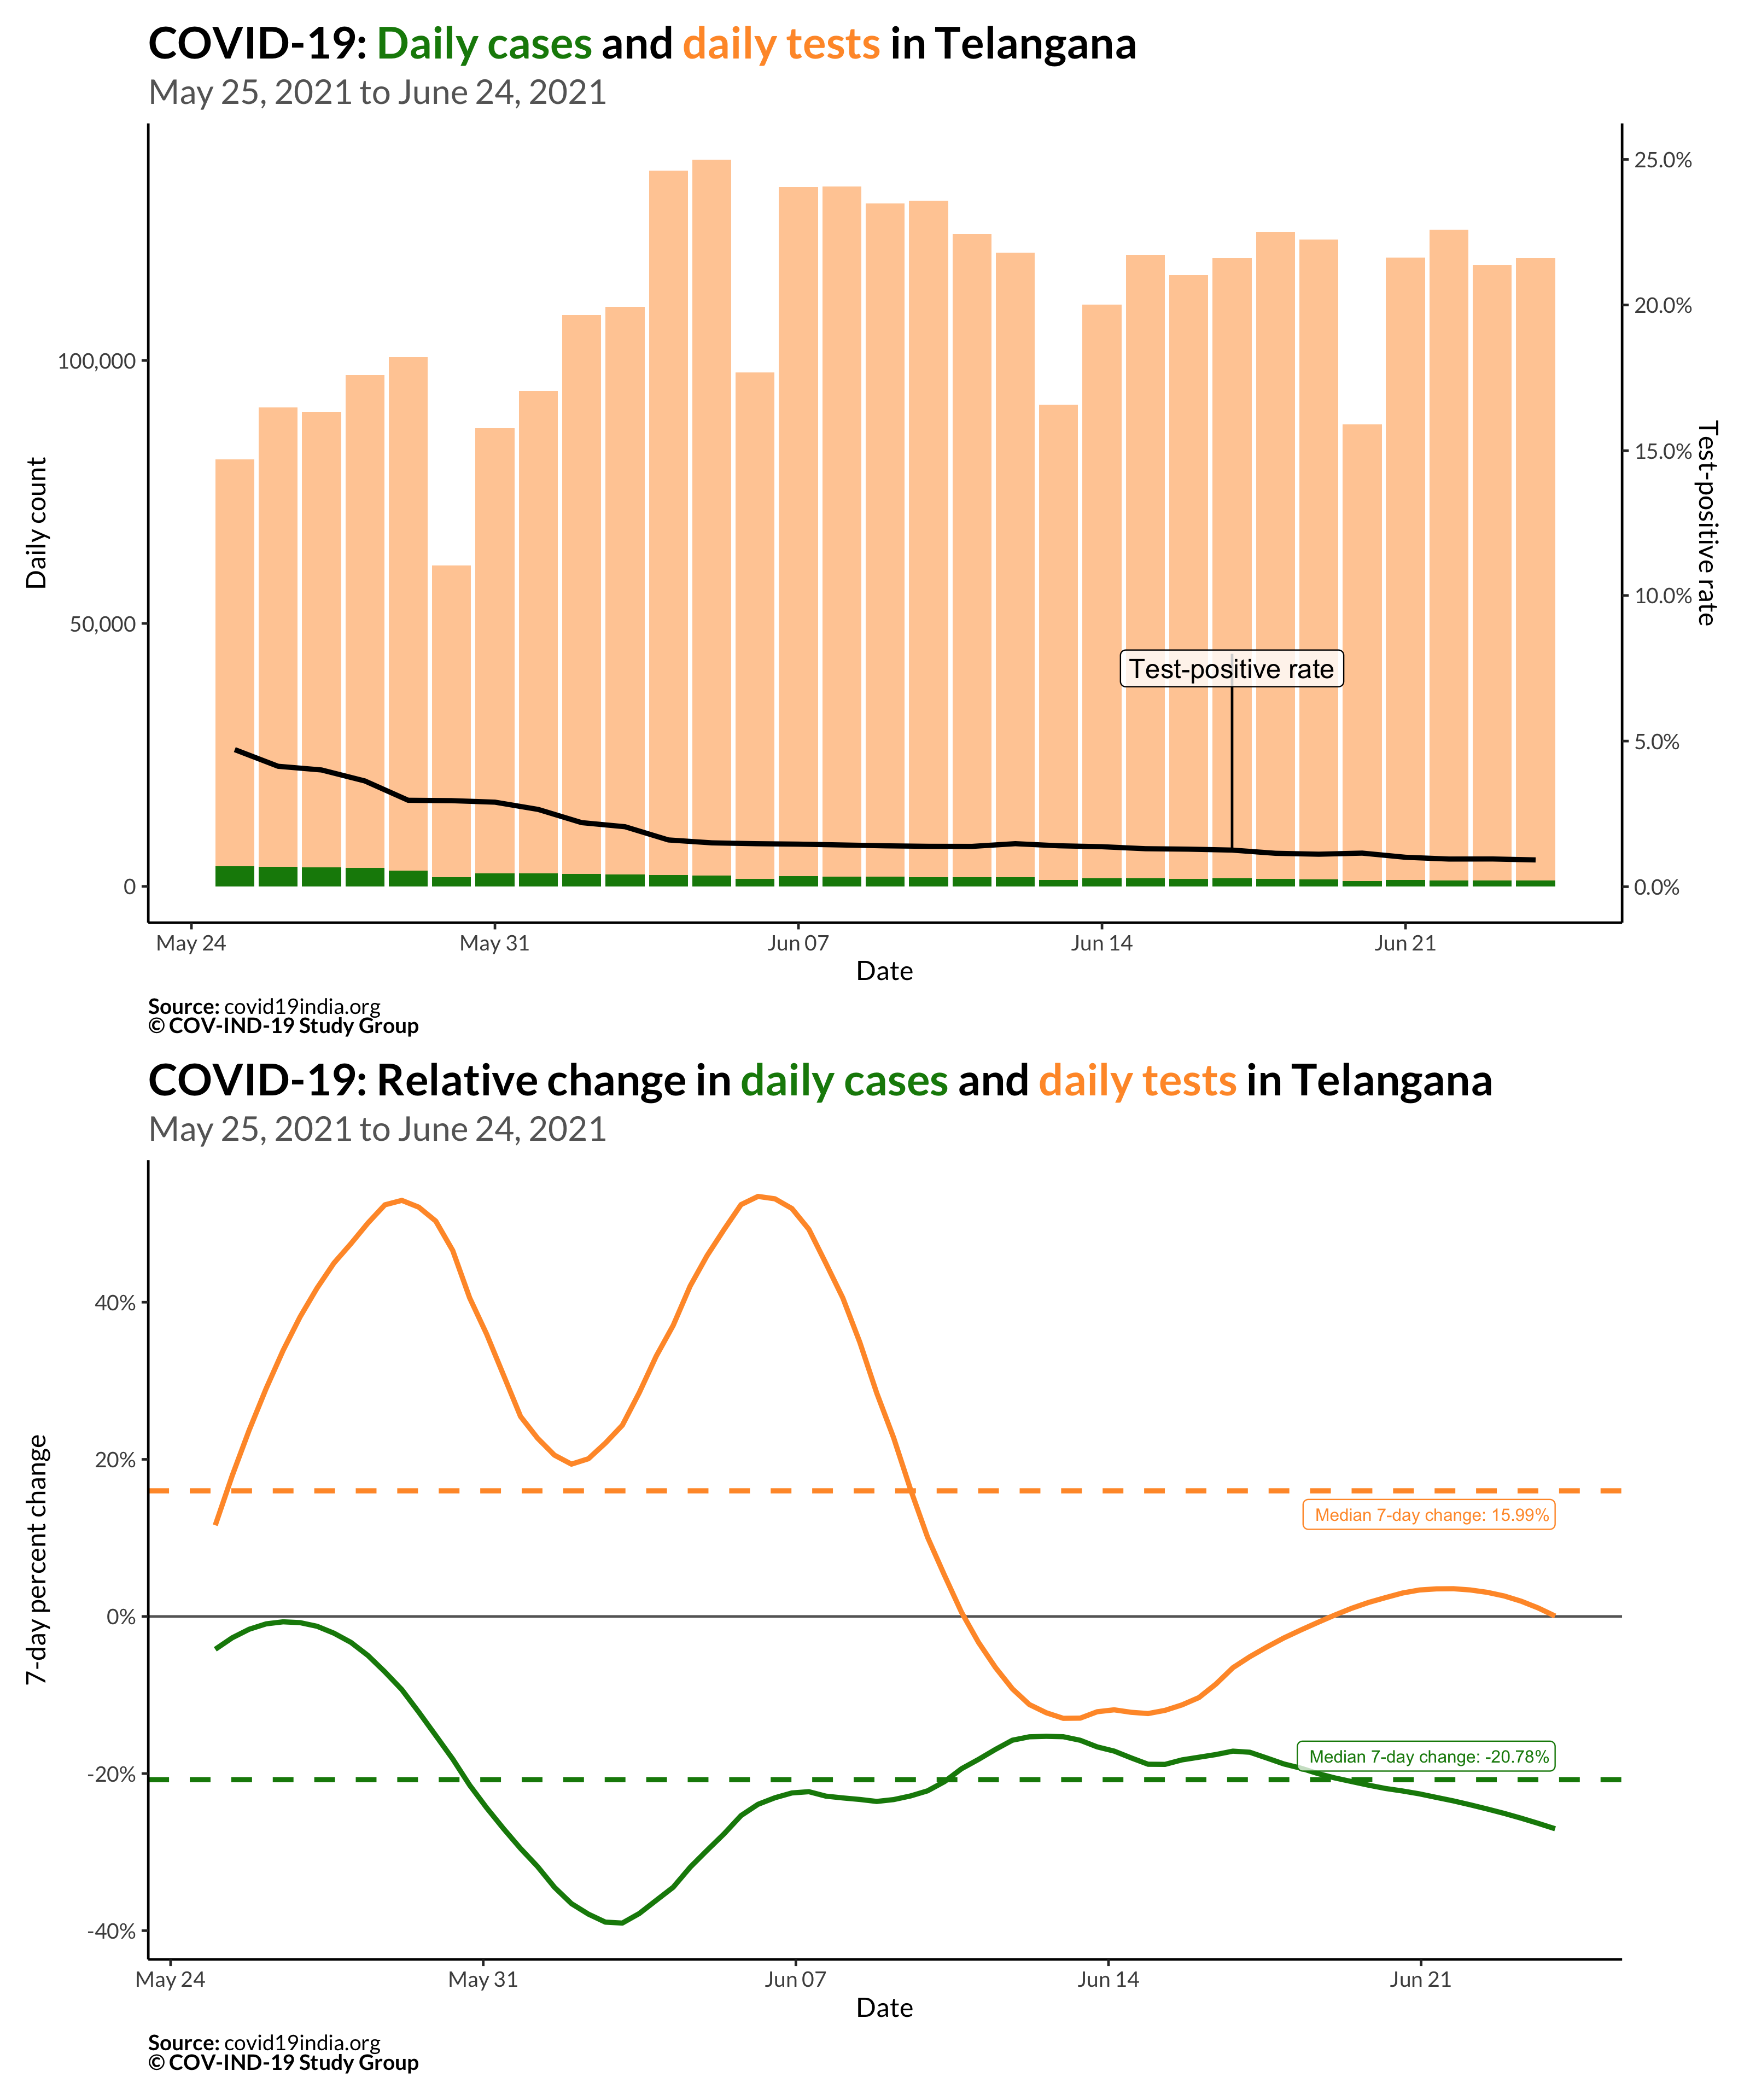 COVID-19: Daily cases and daily tests in Telangana
May 25, 2021 to June 24, 2021
Daily count
100,000
50,000
0
25.0%
20.0%
15.0%
10.0%
5.0%
0.0%
Test-positive rate
Test-positive rate
May 24
May 31
Jun 07
Jun 14
Jun 21
Date
Source: covid19india.org
© COV-IND-19 Study Group
COVID-19: Relative change in daily cases and daily tests in Telangana
May 25, 2021 to June 24, 2021
7-day percent change
40%
20%
0%
-20%
-40%
Median 7-day change: 15.99%
Median 7-day change: -20.78%
May 24
May 31
Jun 07
Jun 14
Jun 21
Date
Source: covid19india.org
© COV-IND-19 Study Group